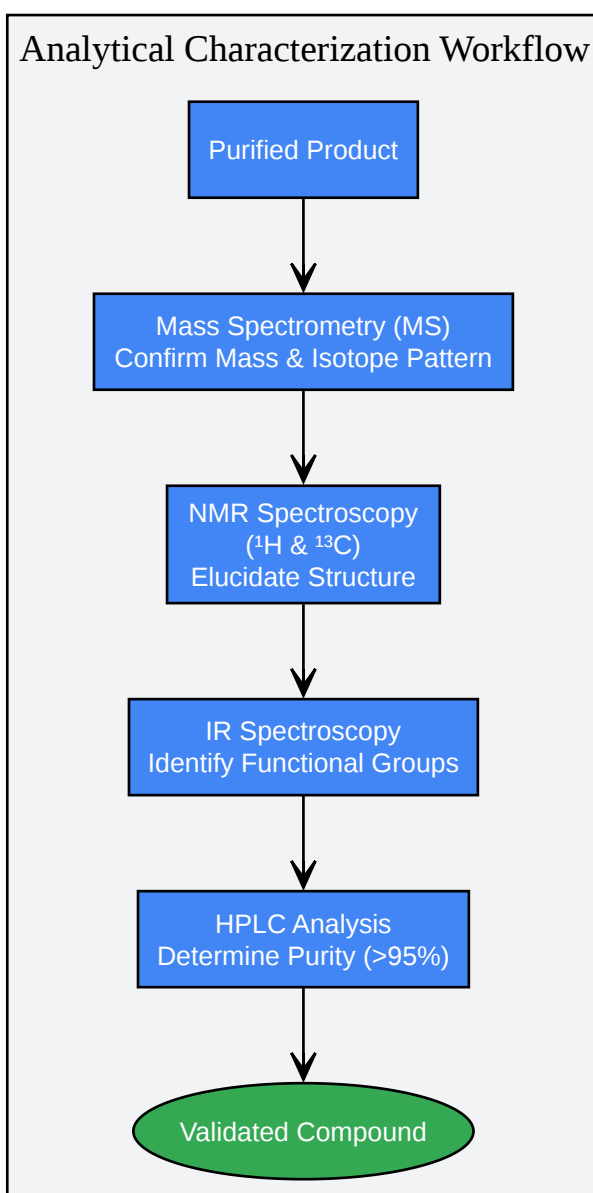 Analytical Characterization Workflow
Purified Product
Mass Spectrometry (MS)
Confirm Mass & Isotope Pattern
NMR Spectroscopy
(¹H & ¹³C)
Elucidate Structure
IR Spectroscopy
Identify Functional Groups
HPLC Analysis
Determine Purity (>95%)
Validated Compound